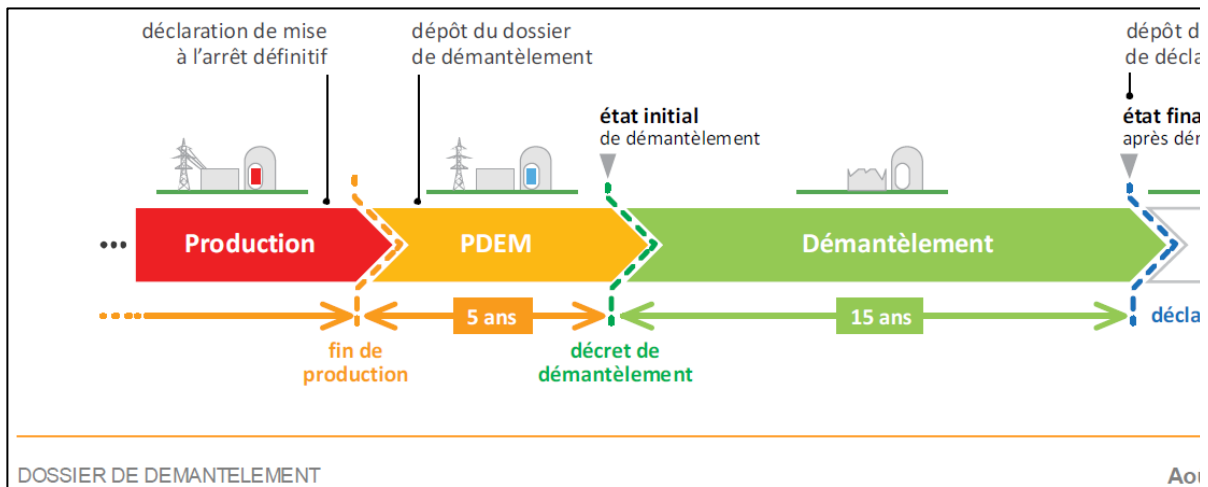 déclaration de mise
à l'arrêt définitif
dépôt du dossier
de démantèlement
dépôt d
de décla
état initial
de démantèlement
état fina
après dém
... Production
PDEM
Démantèlement
5 ans
15 ans
décla
fin de
production
décret de
démantèlement
DOSSIER DE DEMANTELEMENT
Aou